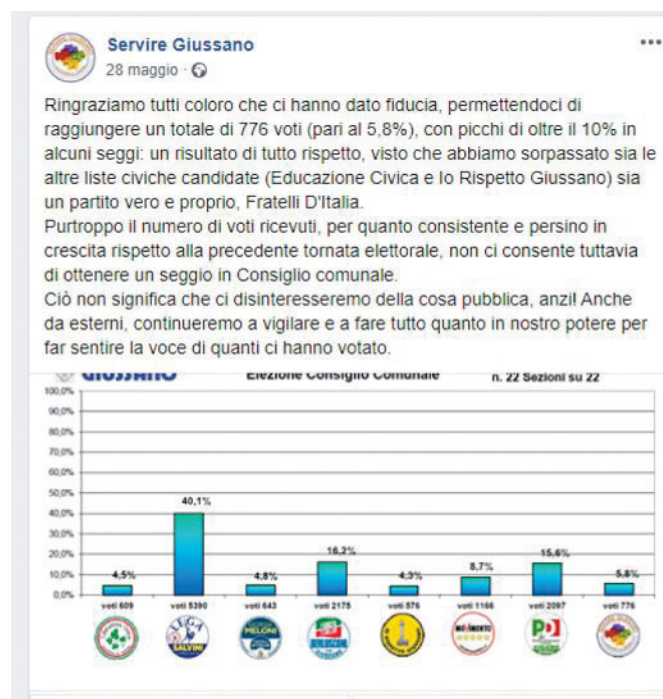 Servire Giussano
28 maggio
Ringraziamo tutti coloro che ci hanno dato fiducia, permettendoci di
raggiungere un totale di 776 voti (pari al 5,8%), con picchi di oltre il 10% in
alcuni seggi: un risultato di tutto rispetto, visto che abbiamo sorpassato sia le
altre liste civiche candidate (Educazione Civica e Io Rispetto Giussano) sia
un partito vero e proprio, Fratelli D'Italia.
Purtroppo il numero di voti ricevuti, per quanto consistente e persino in
crescita rispetto alla precedente tornata elettorale, non ci consente tuttavia
di ottenere un seggio in Consiglio comunale.
Ciò non significa che ci disinteresseremo della cosa pubblica, anzi! Anche
da esterni, continueremo a vigilare e a fare tutto quanto in nostro potere per
far sentire la voce di quanti ci hanno votato.
GIUSSANO Elezione Consiglio Comunale n. 22 Sezioni su 22
100,0%
90,0%
80,0%
70,0%
60,0%
50,0%
40,0%
30,0%
20,0%
10,0%
0,0%
4,5% 40,1% 4,8% 16,2% 4,3% 8,7% 15,6% 5,8%
voti 609 voti 5390 voti 643 voti 2175 voti 576 voti 1166 voti 2097 voti 776
LEGA SALVINI MELONI BERLUSCONI MOVIMENTO PD